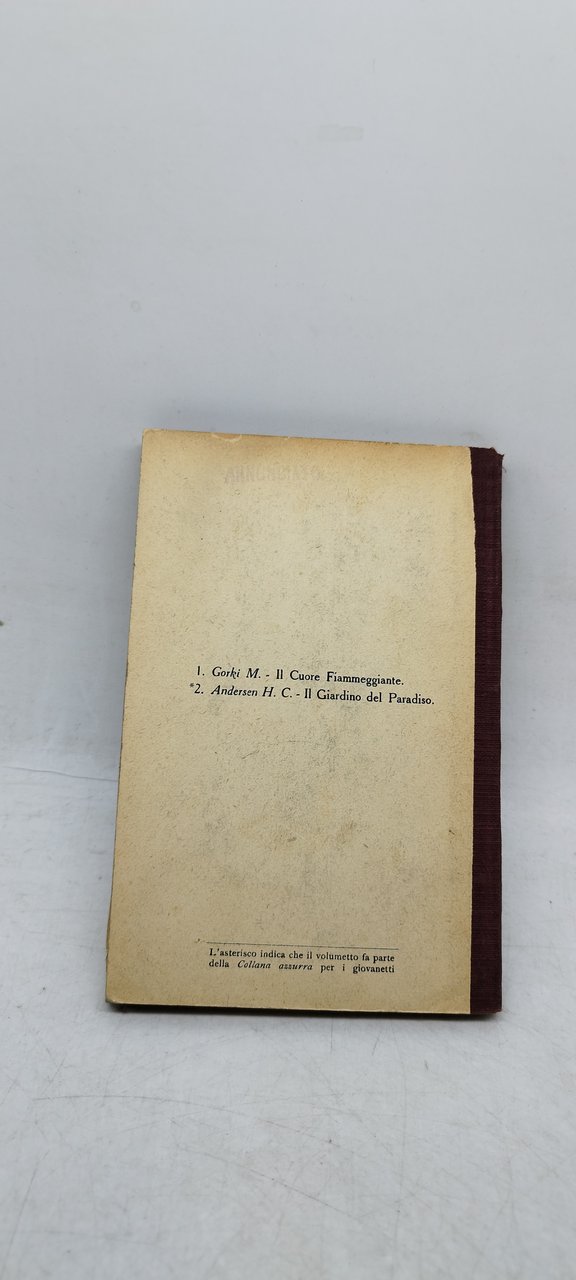 1. Gorki M. - Il Cuore Fiammeggiante.
*2. Andersen H. C. - Il Giardino del Paradiso.
L'asterisco indica che il volumetto fa parte
della Collana azzurra per i giovanetti